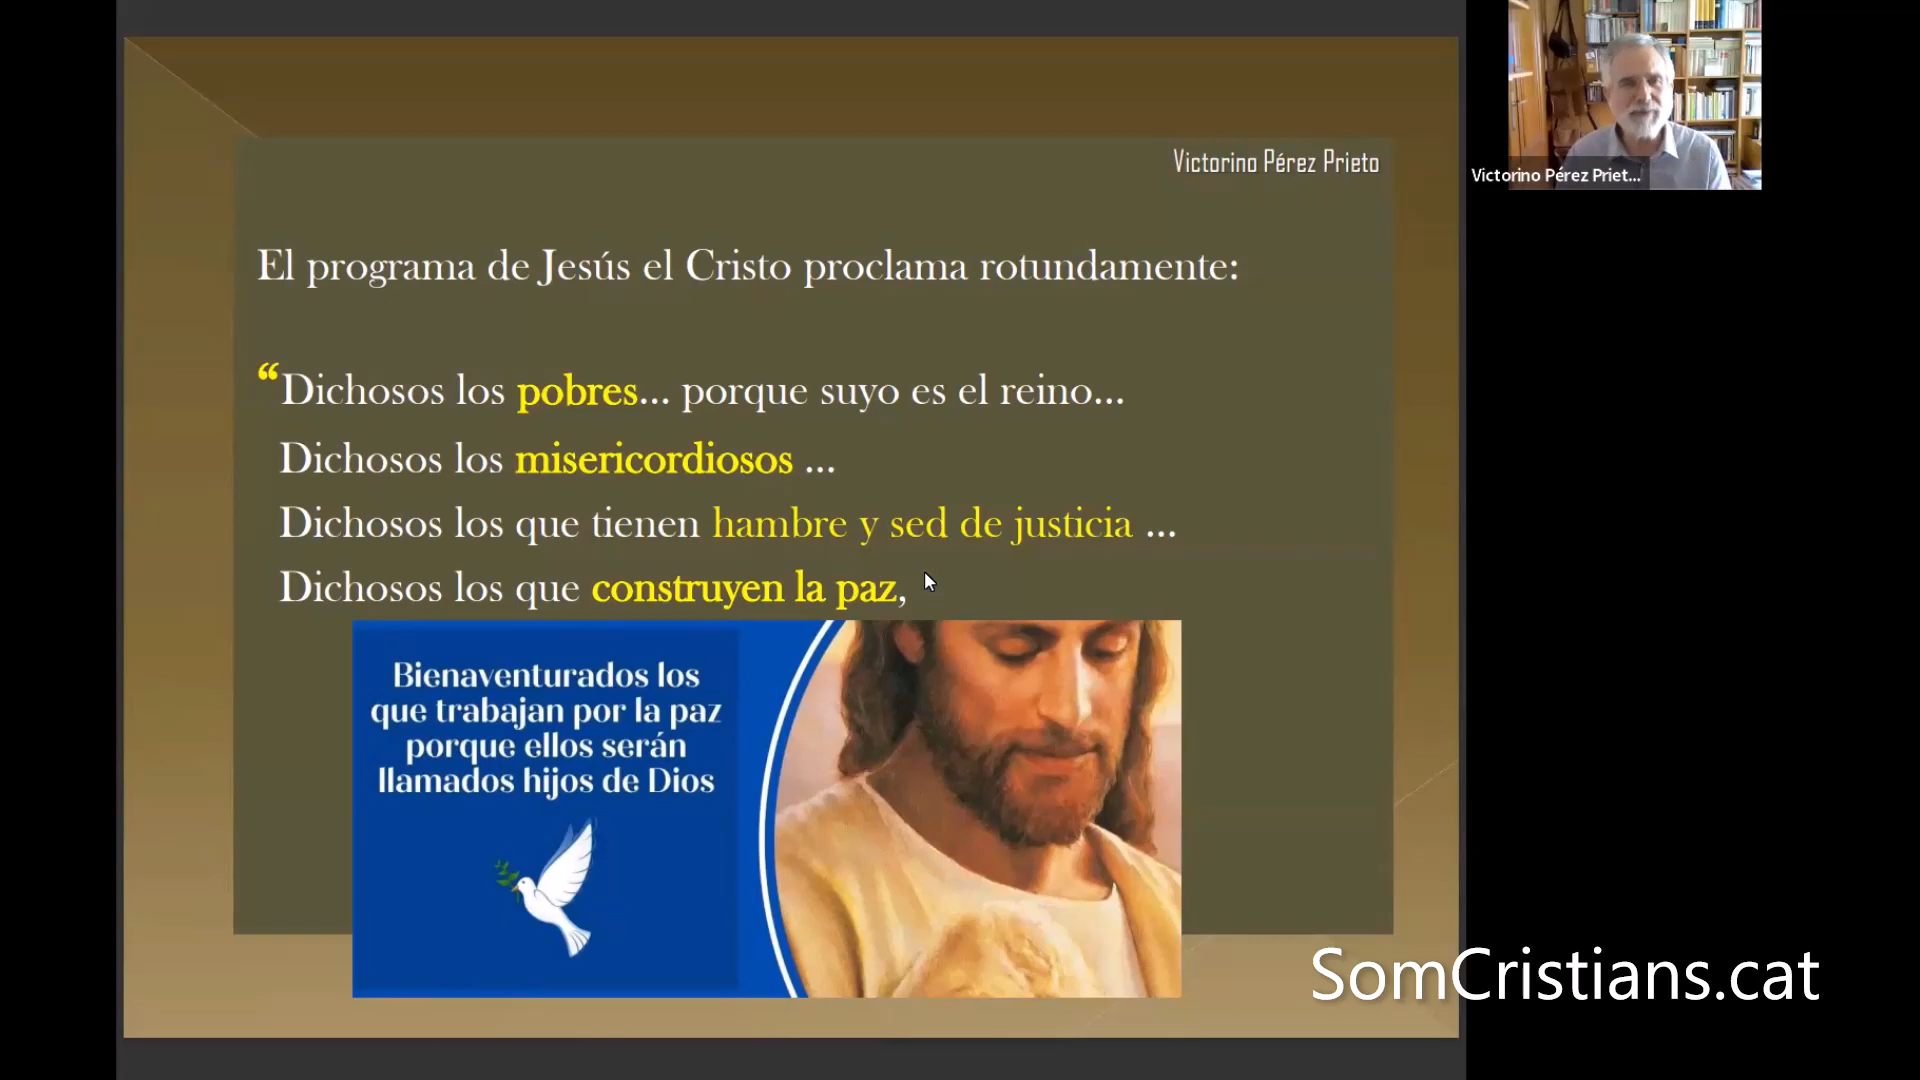 Victorino Pérez Prieto
Victorino Pérez Priet...
El programa de Jesús el Cristo proclama rotundamente:
“Dichosos los pobres... porque suyo es el reino...
Dichosos los misericordiosos ...
Dichosos los que tienen hambre y sed de justicia ...
Dichosos los que construyen la paz,
Bienaventurados los
que trabajan por la paz
porque ellos serán
llamados hijos de Dios
SomCristians.cat